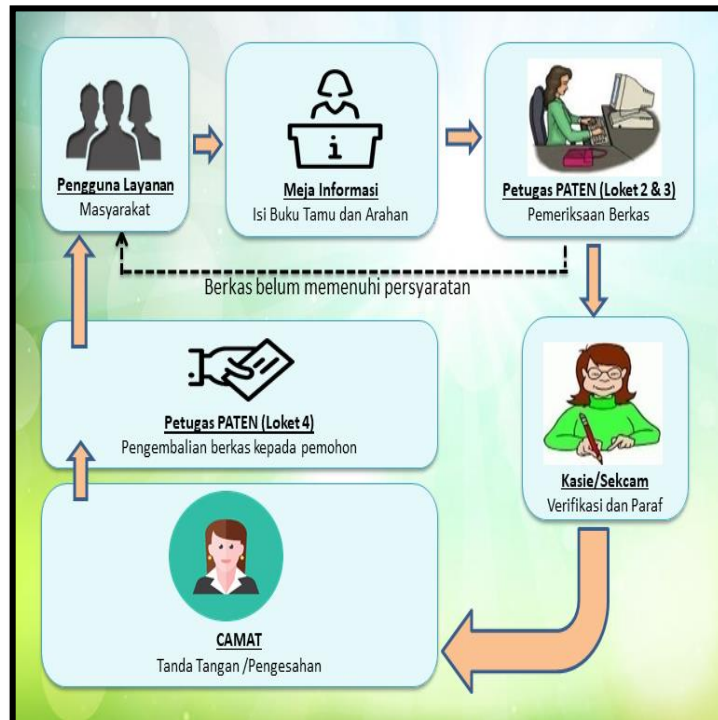 Pengguna Layanan
Masyarakat
i
Meja Informasi
Isi Buku Tamu dan Arahan
Petugas PATEN (Loket 2 & 3)
Pemeriksaan Berkas
Berkas belum memenuhi persyaratan
Kasie/Sekcam
Verifikasi dan Paraf
CAMAT
Tanda Tangan /Pengesahan
Petugas PATEN (Loket 4)
Pengembalian berkas kepada pemohon